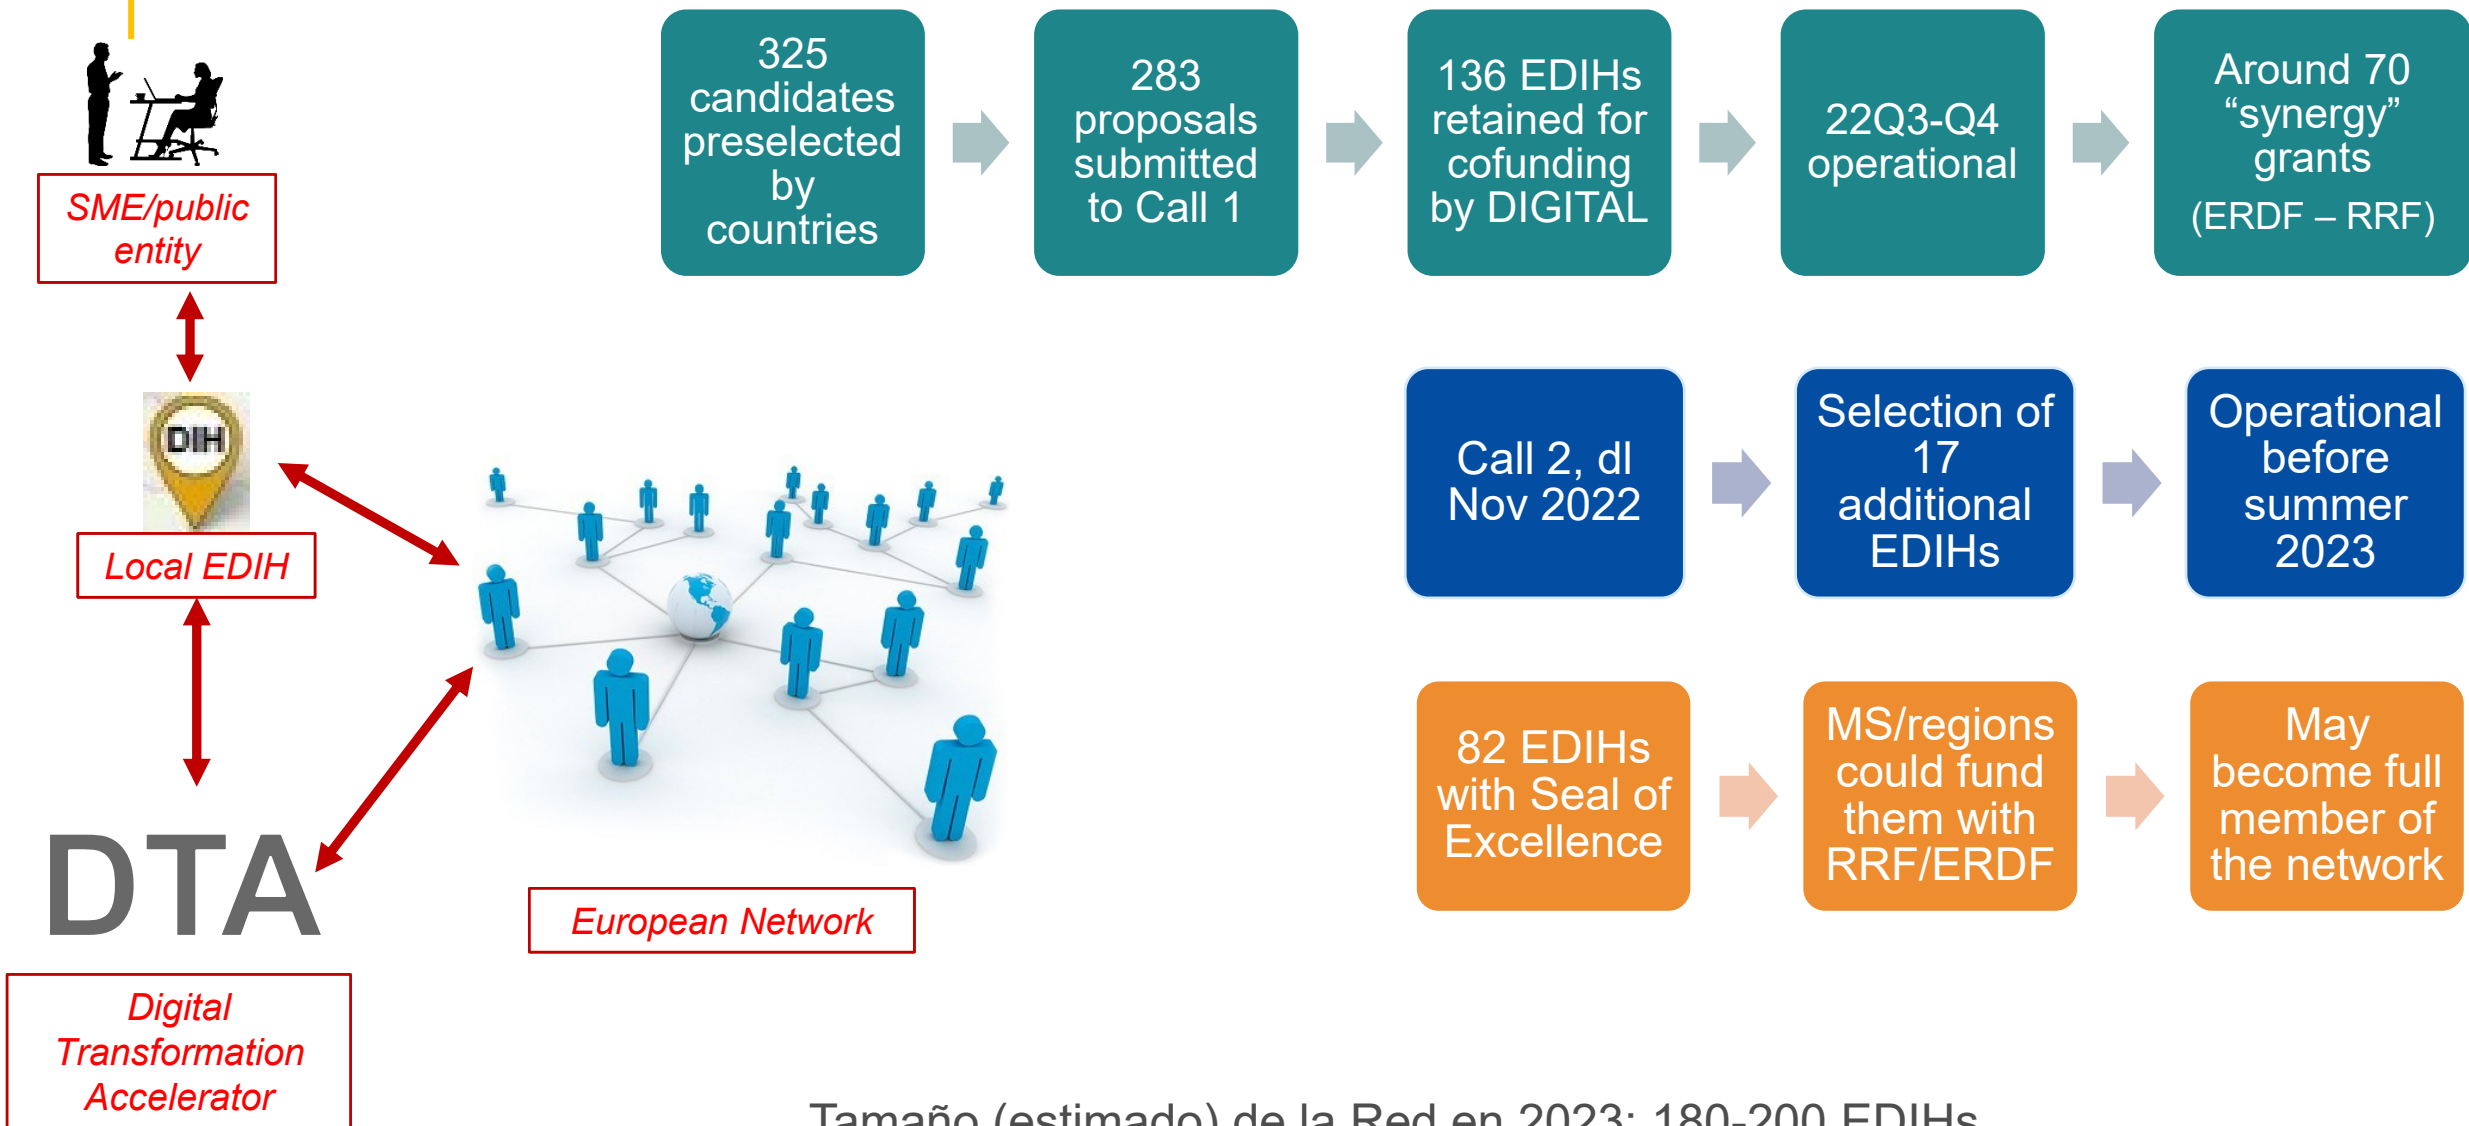 SME/public
entity
DIH
Local EDIH
DTA
Digital
Transformation
Accelerator
European Network
325
candidates
preselected
by
countries
283
proposals
submitted
to Call 1
136 EDIHs
retained for
cofunding
by DIGITAL
22Q3-Q4
operational
Around 70
“synergy”
grants
(ERDF – RRF)
Call 2, dl
Nov 2022
Selection of
17
additional
EDIHs
Operational
before
summer
2023
82 EDIHs
with Seal of
Excellence
MS/regions
could fund
them with
RRF/ERDF
May
become full
member of
the network
Tamaño (estimado) de la Red en 2023: 180-200 EDIHs